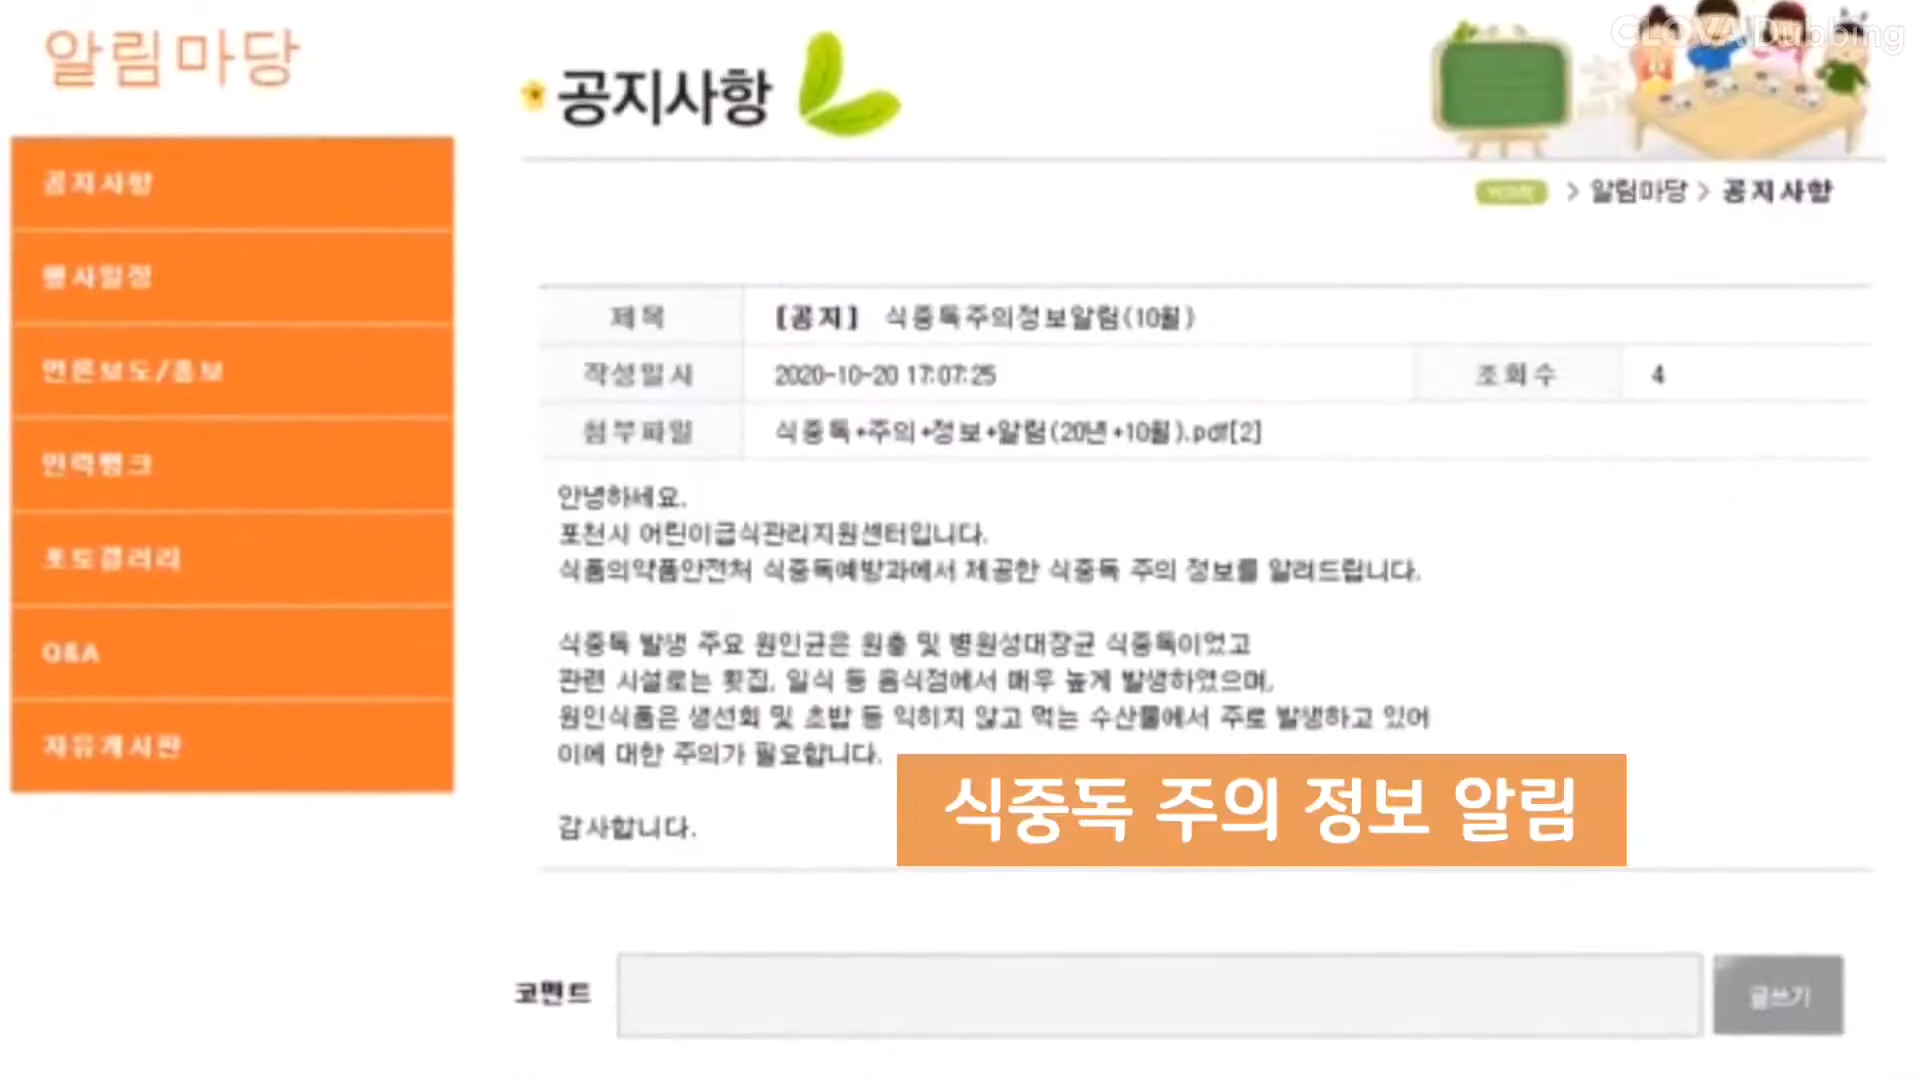 알림마당
CLOVA Dubbing
공지사항
공지사항
행사일정
언론보도/홍보
인력뱅크
포토갤러리
Q&A
자유게시판
HOME > 알림마당 > 공지사항
제목 [공지] 식중독주의정보알림(10월)
작성일시 2020-10-20 17:07:25 조회수 4
첨부파일 식중독+주의+정보+알림(20년+10월).pdf[2]
안녕하세요.
포천시 어린이급식관리지원센터입니다.
식품의약품안전처 식중독예방과에서 제공한 식중독 주의 정보를 알려드립니다.
식중독 발생 주요 원인균은 원충 및 병원성대장균 식중독이었고
관련 시설로는 횟집, 일식 등 음식점에서 매우 높게 발생하였으며,
원인식품은 생선회 및 초밥 등 익히지 않고 먹는 수산물에서 주로 발생하고 있어
이에 대한 주의가 필요합니다.
감사합니다.
식중독 주의 정보 알림
코멘트
글쓰기